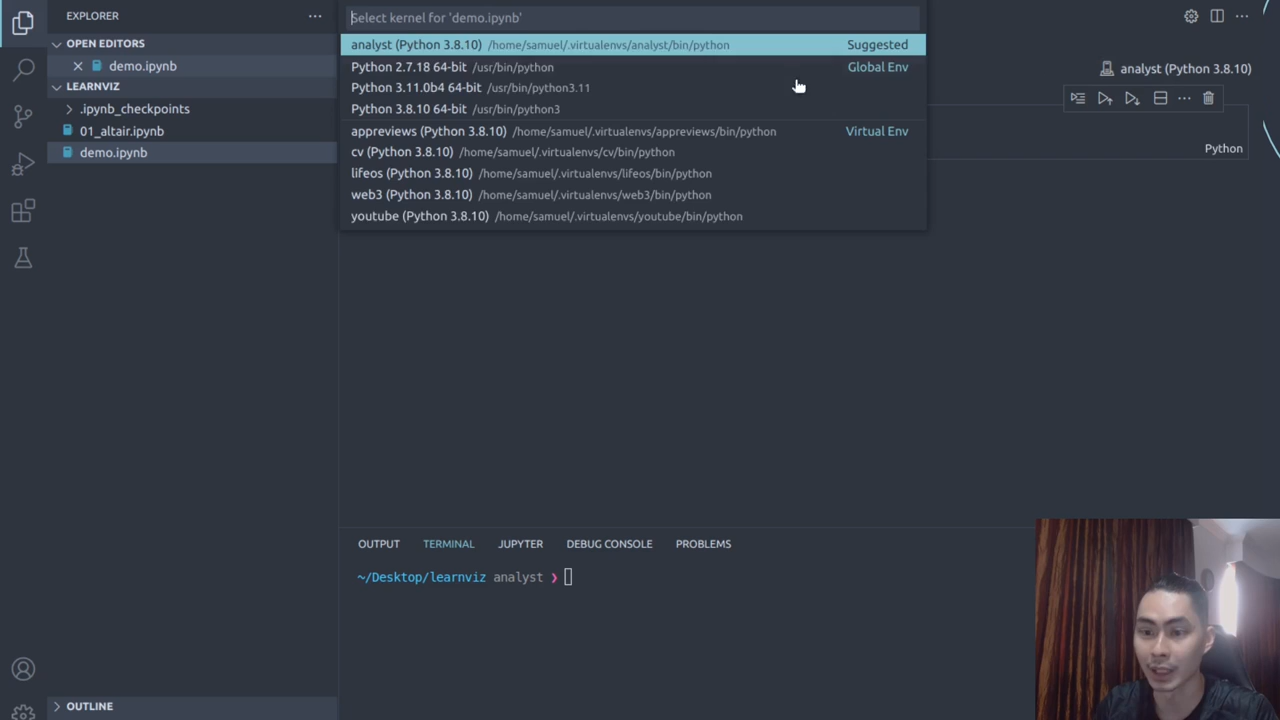 EXPLORER
OPEN EDITORS
demo.ipynb
LEARNVIZ
.ipynb_checkpoints
01_altair.ipynb
demo.ipynb
OUTLINE
Select kernel for 'demo.ipynb'
analyst (Python 3.8.10) /home/samuel/.virtualenvs/analyst/bin/python Suggested
Python 2.7.18 64-bit /usr/bin/python Global Env
Python 3.11.0b4 64-bit /usr/bin/python3.11
Python 3.8.10 64-bit /usr/bin/python3
appreviews (Python 3.8.10) /home/samuel/.virtualenvs/appreviews/bin/python Virtual Env
cv (Python 3.8.10) /home/samuel/.virtualenvs/cv/bin/python
lifeos (Python 3.8.10) /home/samuel/.virtualenvs/lifeos/bin/python
web3 (Python 3.8.10) /home/samuel/.virtualenvs/web3/bin/python
youtube (Python 3.8.10) /home/samuel/.virtualenvs/youtube/bin/python
analyst (Python 3.8.10)
Python
OUTPUT TERMINAL JUPYTER DEBUG CONSOLE PROBLEMS
~/Desktop/learnviz analyst ❯